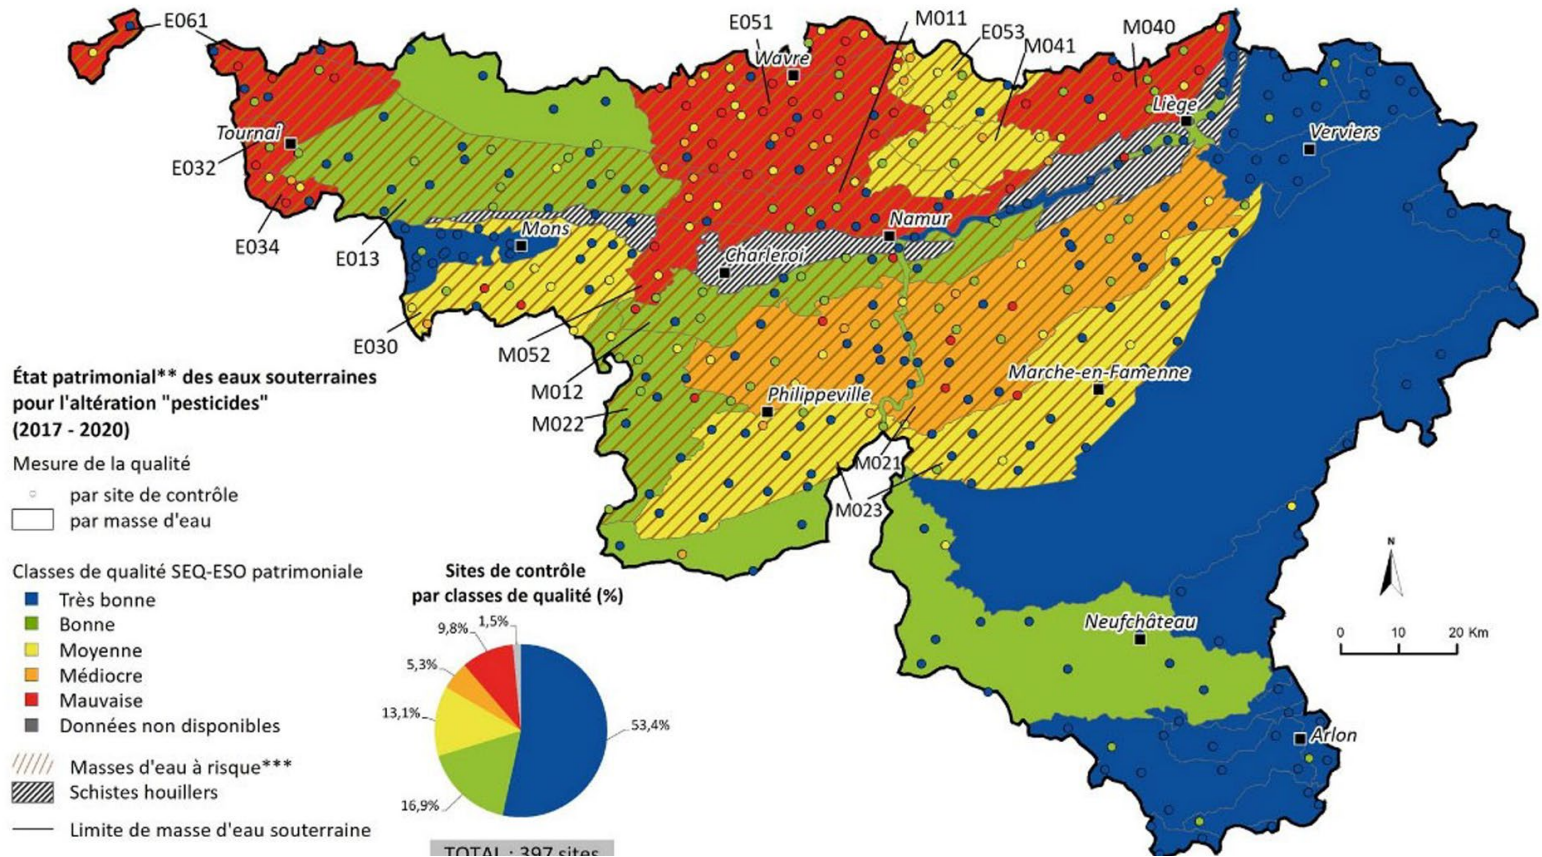 E061
E051
M011
E053
M041
M040
Wavre
Liège
Tournai
Verviers
E032
E034
E013
Mons
Namur
Charleroi
E030
M052
M012
M022
Philippeville
Marche-en-Famenne
M021
M023
État patrimonial** des eaux souterraines
pour l'altération "pesticides"
(2017 - 2020)
Mesure de la qualité
par site de contrôle
par masse d'eau
Classes de qualité SEQ-ESO patrimoniale
Très bonne
Bonne
Moyenne
Médiocre
Mauvaise
Données non disponibles
Masses d'eau à risque***
Schistes houillers
Limite de masse d'eau souterraine
Sites de contrôle
par classes de qualité (%)
1,5%
9,8%
5,3%
13,1%
16,9%
53,4%
TOTAL : 397 sites
Neufchâteau
Arlon
N
0 10 20 Km